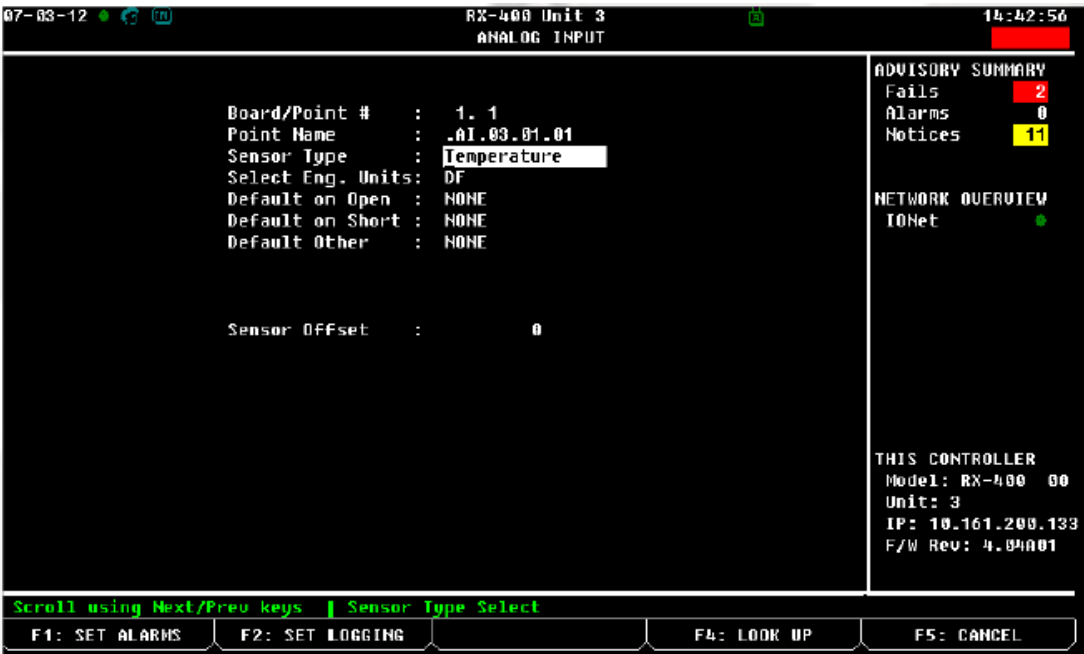 07-03-12 RX-400 Unit 3 14:42:56
ANALOG INPUT
Board/Point # : 1. 1
Point Name : .AI.03.01.01
Sensor Type : Temperature
Select Eng. Units: DF
Default on Open : NONE
Default on Short : NONE
Default Other : NONE
Sensor Offset : 0
ADVISORY SUMMARY
Fails 2
Alarms 0
Notices 11
NETWORK OVERVIEW
IONet
THIS CONTROLLER
Model: RX-400 00
Unit: 3
IP: 10.161.200.133
F/W Rev: 4.04A01
Scroll using Next/Prev keys | Sensor Type Select
F1: SET ALARMS F2: SET LOGGING F4: LOOK UP F5: CANCEL